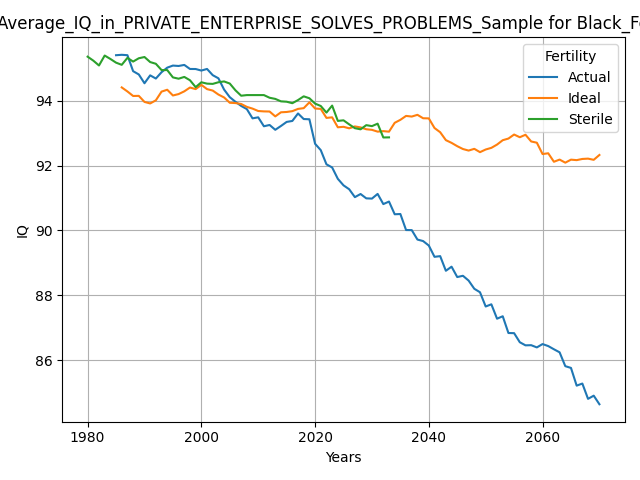 Average_IQ_in_PRIVATE_ENTERPRISE_SOLVES_PROBLEMS_Sample for Black_Fe
Fertility
Actual
Ideal
Sterile
94
92
90
88
86
IQ
1980
2000
2020
2040
2060
Years